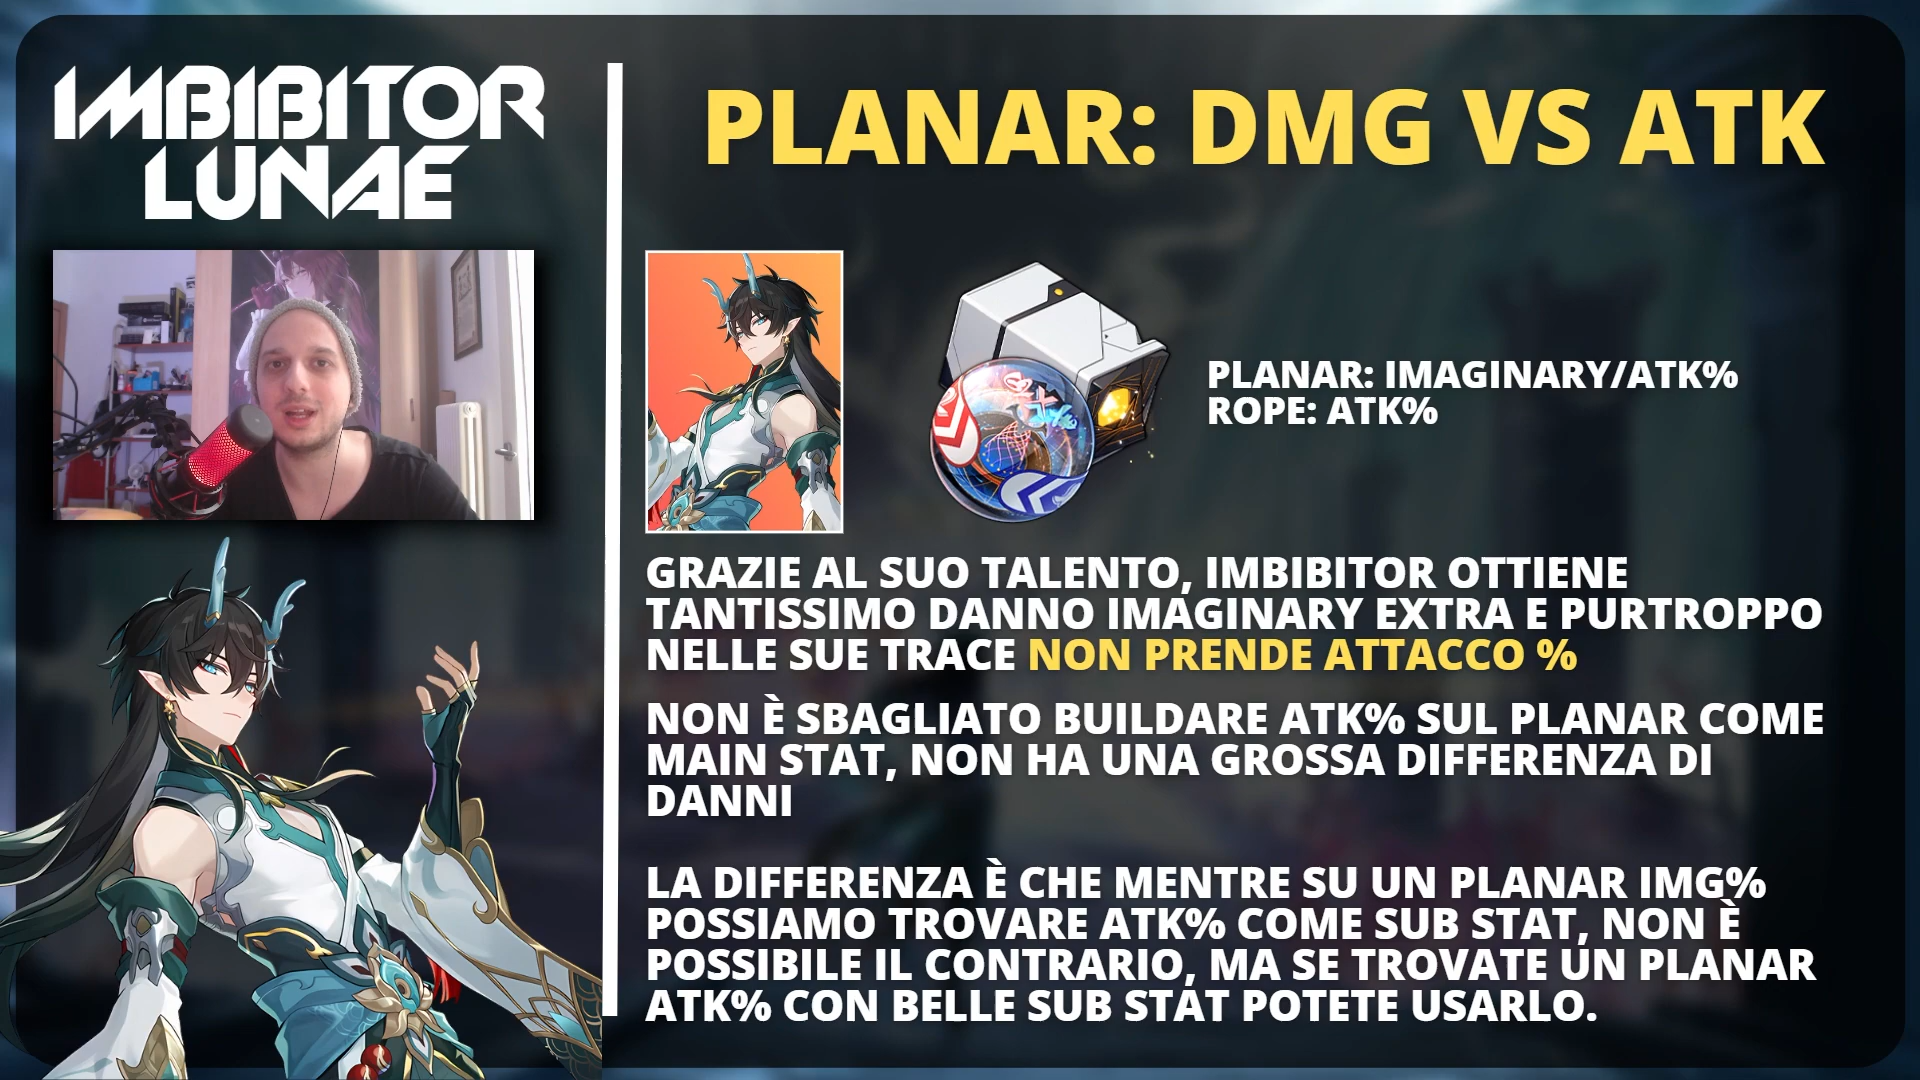 IMBIBITOR
LUNAE
PLANAR: DMG VS ATK
PLANAR: IMAGINARY/ATK%
ROPE: ATK%
GRAZIE AL SUO TALENTO, IMBIBITOR OTTIENE
TANTISSIMO DANNO IMAGINARY EXTRA E PURTROPPO
NELLE SUE TRACE NON PRENDE ATTACCO %
NON È SBAGLIATO BUILDARE ATK% SUL PLANAR COME
MAIN STAT, NON HA UNA GROSSA DIFFERENZA DI
DANNI
LA DIFFERENZA È CHE MENTRE SU UN PLANAR IMG%
POSSIAMO TROVARE ATK% COME SUB STAT, NON È
POSSIBILE IL CONTRARIO, MA SE TROVATE UN PLANAR
ATK% CON BELLE SUB STAT POTETE USARLO.